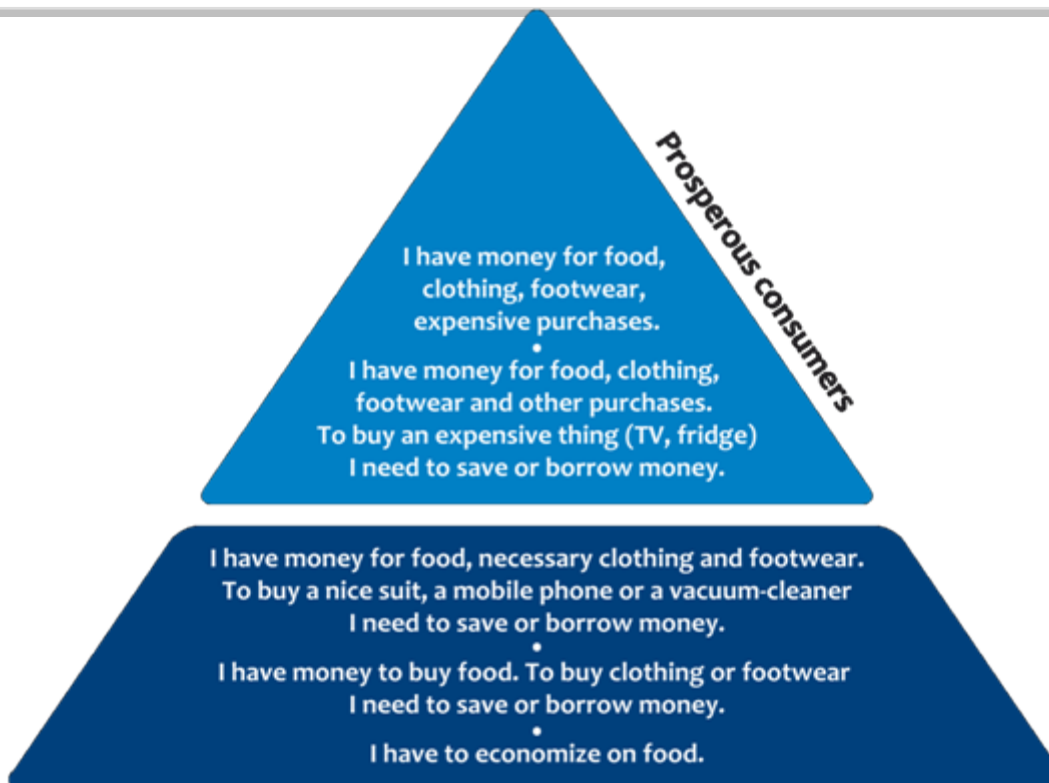 Prosperous consumers
I have money for food,
clothing, footwear,
expensive purchases.
•
I have money for food, clothing,
footwear and other purchases.
To buy an expensive thing (TV, fridge)
I need to save or borrow money.
I have money for food, necessary clothing and footwear.
To buy a nice suit, a mobile phone or a vacuum-cleaner
I need to save or borrow money.
•
I have money to buy food. To buy clothing or footwear
I need to save or borrow money.
•
I have to economize on food.